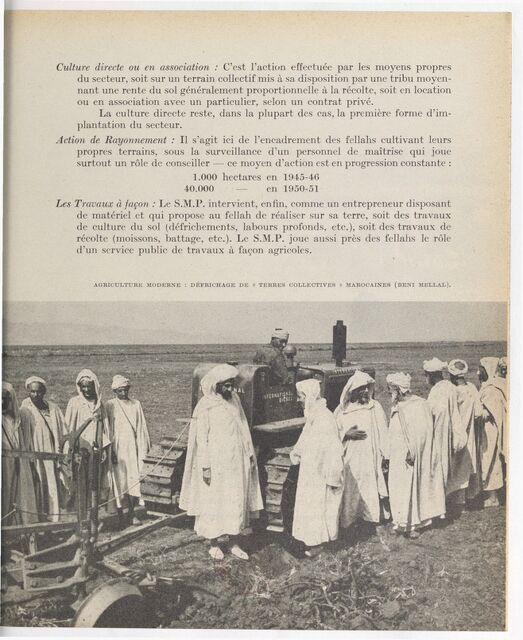 Culture directe ou en association : C'est l'action effectuée par les moyens propres
du secteur, soit sur un terrain collectif mis à sa disposition par une tribu moyen-
nant une rente du sol généralement proportionnelle à la récolte, soit en location
ou en association avec un particulier, selon un contrat privé.
La culture directe reste, dans la plupart des cas, la première forme d'im-
plantation du secteur.
Action de Rayonnement : Il s'agit ici de l'encadrement des fellahs cultivant leurs
propres terrains, sous la surveillance d'un personnel de maîtrise qui joue
surtout un rôle de conseiller — ce moyen d'action est en progression constante :
1.000 hectares en 1945-46
40.000 — en 1950-51
Les Travaux à façon : Le S.M.P. intervient, enfin, comme un entrepreneur disposant
de matériel et qui propose au fellah de réaliser sur sa terre, soit des travaux
de culture du sol (défrichements, labours profonds, etc.), soit des travaux de
récolte (moissons, battage, etc.). Le S.M.P. joue aussi près des fellahs le rôle
d'un service public de travaux à façon agricoles.
AGRICULTURE MODERNE : DÉFRICHAGE DE « TERRES COLLECTIVES » MAROCAINES (BENI MELLAL).
INTERNATIONAL
DIESEL